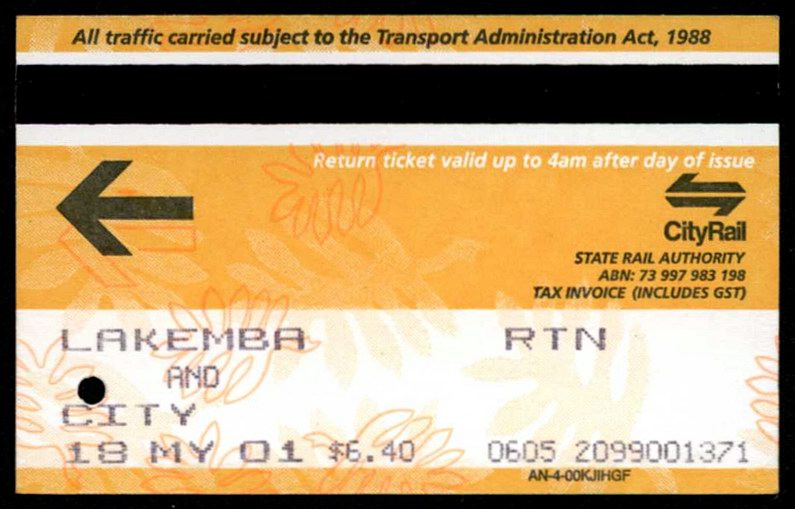 All traffic carried subject to the Transport Administration Act, 1988
Return ticket valid up to 4am after day of issue
CityRail
STATE RAIL AUTHORITY
ABN: 73 997 983 198
TAX INVOICE (INCLUDES GST)
LAKEMBA RTN
AND
CITY
18 MY 01 $6.40 0605 2099001371
AN-4-00KJIHGF